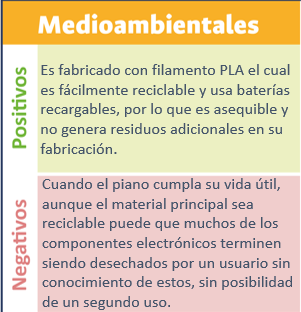 Medioambientales
Positivos
Es fabricado con filamento PLA el cual
es fácilmente reciclable y usa baterías
recargables, por lo que es asequible y
no genera residuos adicionales en su
fabricación.
Negativos
Cuando el piano cumpla su vida útil,
aunque el material principal sea
reciclable puede que muchos de los
componentes electrónicos terminen
siendo desechados por un usuario sin
conocimiento de estos, sin posibilidad
de un segundo uso.